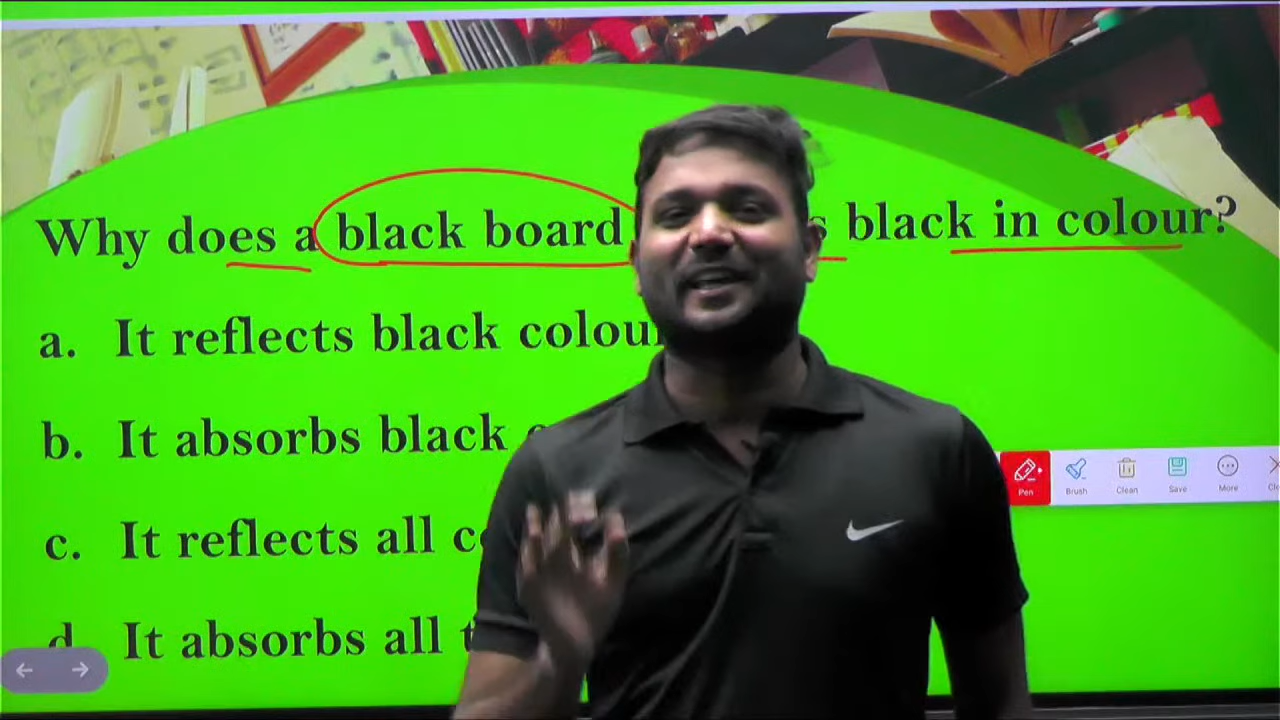 Why does a black board black in colour?
a. It reflects black
b. It absorbs black
c. It reflects all
d. It absorbs all
Pen Brush Clean Save More